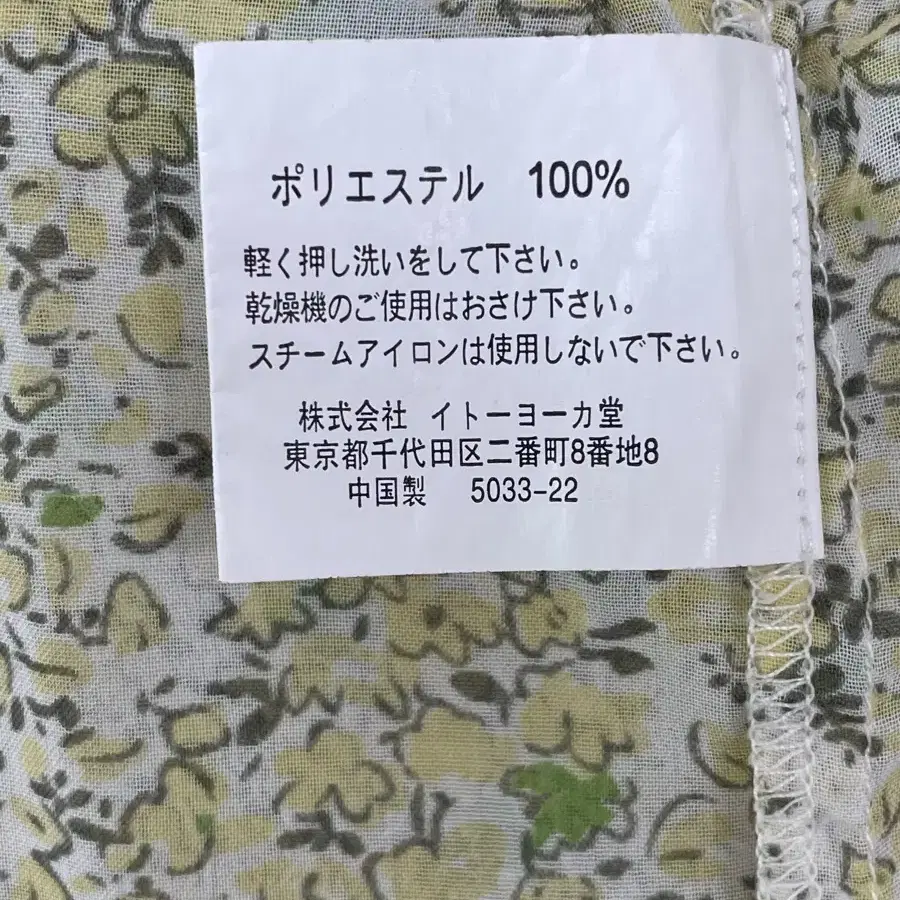 ポリエステル 100%
軽く押し洗いをして下さい。
乾燥機のご使用はおさけ下さい。
スチームアイロンは使用しないで下さい。
株式会社 イトーヨーカ堂
東京都千代田区二番町8番地8
中国製 5033-22